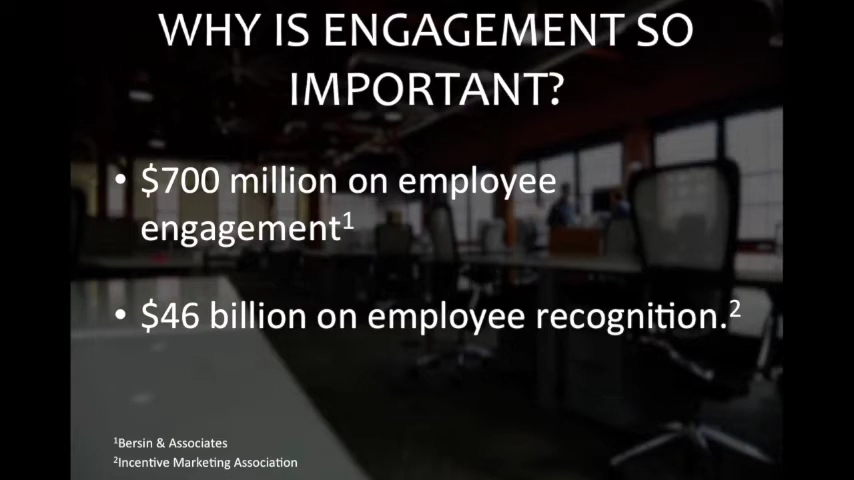 WHY IS ENGAGEMENT SO
IMPORTANT?
• $700 million on employee
engagement¹
• $46 billion on employee recognition.²
¹Bersin & Associates
²Incentive Marketing Association